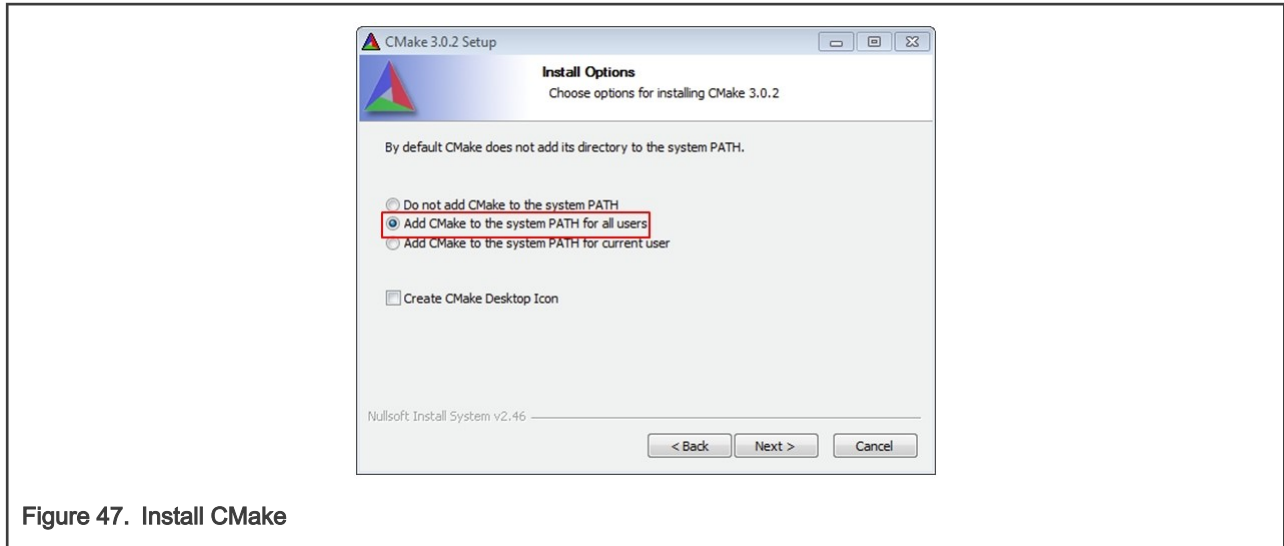 CMake 3.0.2 Setup
Install Options
Choose options for installing CMake 3.0.2
By default CMake does not add its directory to the system PATH.
Do not add CMake to the system PATH
Add CMake to the system PATH for all users
Add CMake to the system PATH for current user
Create CMake Desktop Icon
Nullsoft Install System v2.46
< Back Next > Cancel
Figure 47. Install CMake